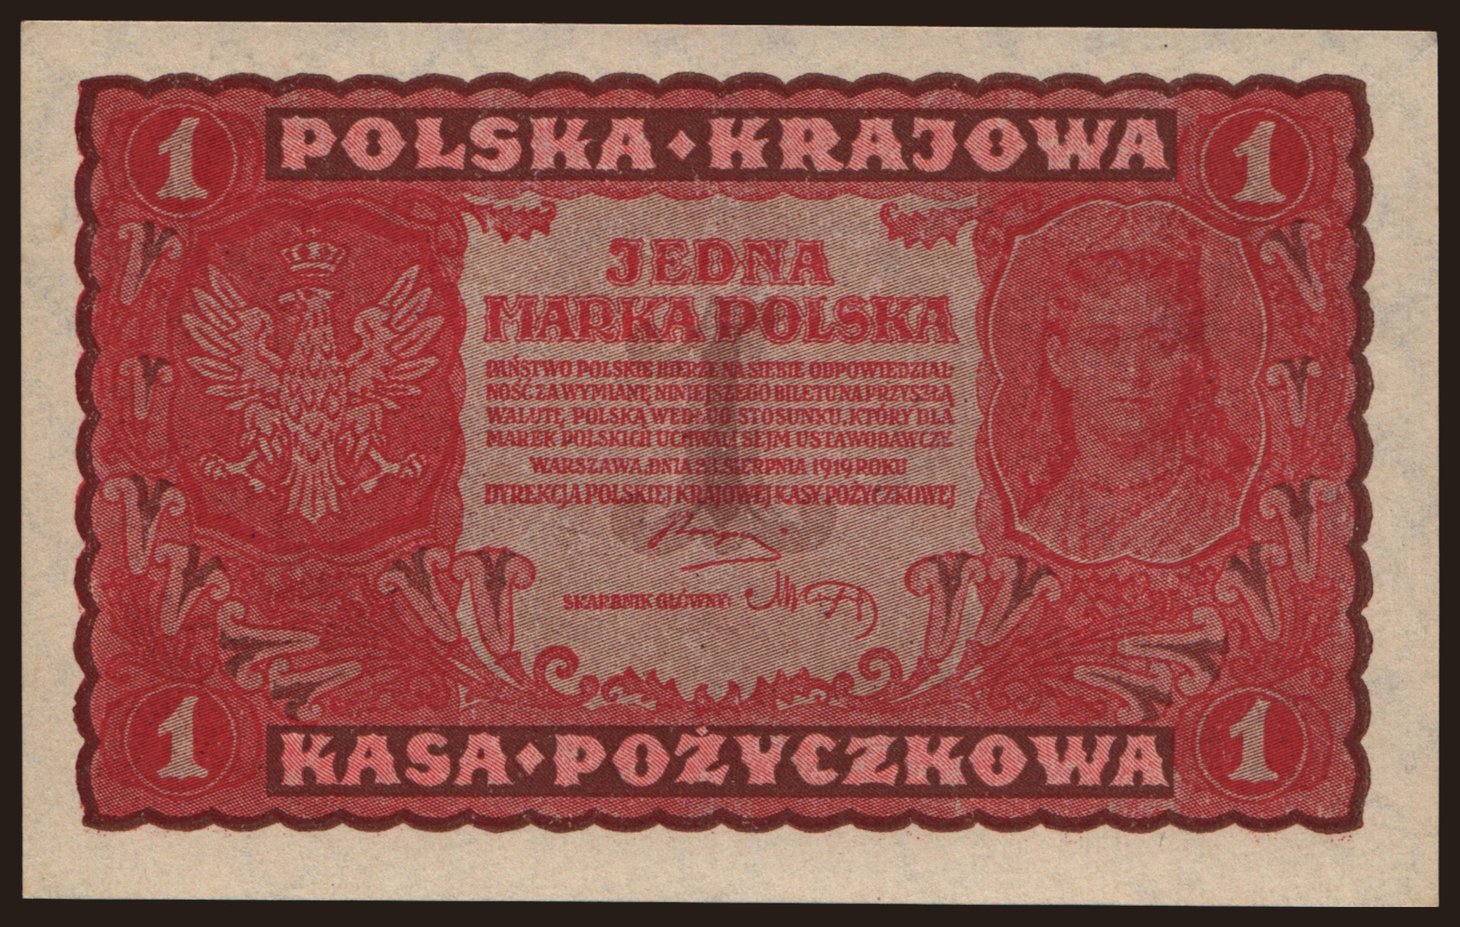 1 POLSKA KRAJOWA 1
JEDNA
MARKA POLSKA
PAŃSTWO POLSKIE BIERZE NA SIEBIE ODPOWIEDZIAL-
NOŚĆ ZA WYMIANĘ NINIEJSZEGO BILETU NA PRZYSZŁĄ
WALUTĘ POLSKĄ WEDŁUG STOSUNKU, KTÓRY DLA
MAREK POLSKICH UCHWALI SEJM USTAWODAWCZY.
WARSZAWA, DNIA 23 SIERPNIA 1919 ROKU
DYREKCJA POLSKIEJ KRAJOWEJ KASY POŻYCZKOWEJ
SKARBNIK GŁÓWNY:
1 KASA POŻYCZKOWA 1